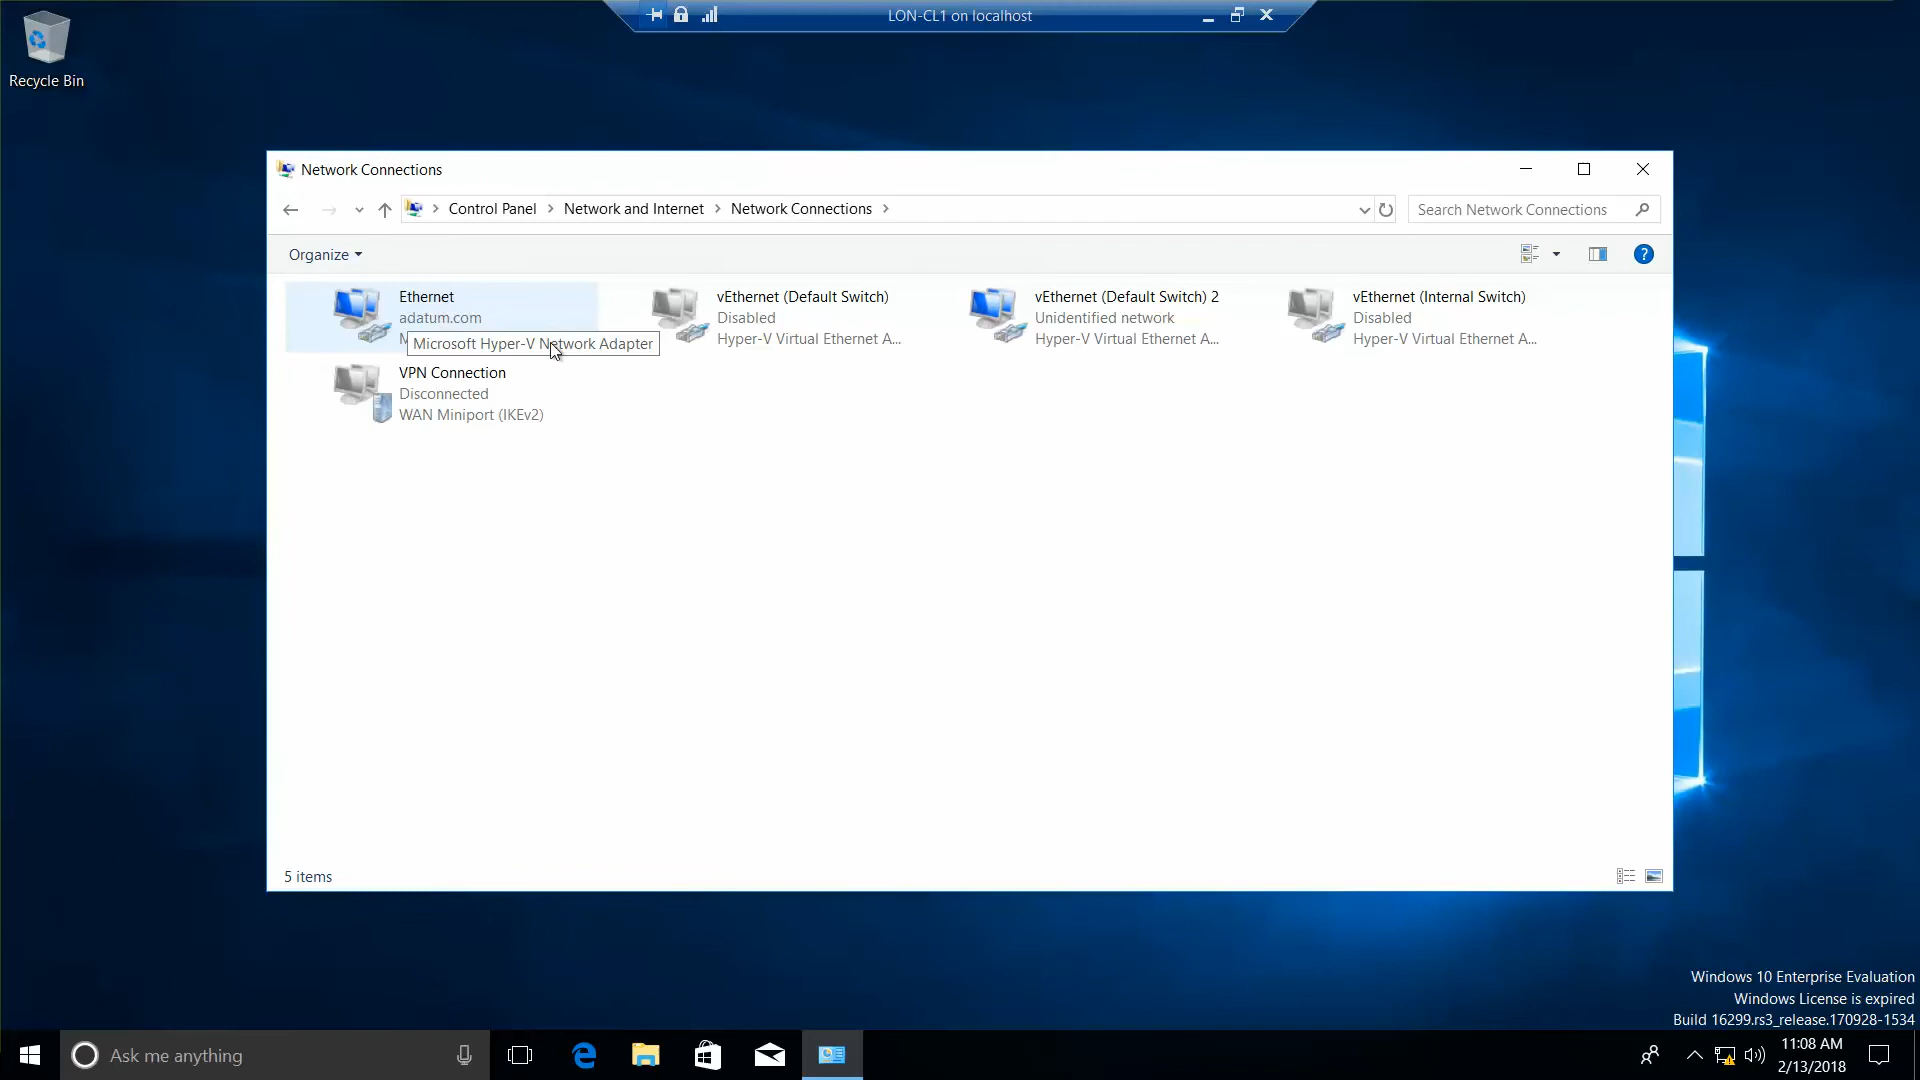 LON-CL1 on localhost
Recycle Bin
Network Connections
Control Panel
Network and Internet
Network Connections
Search Network Connections
Organize
?
Ethernet
adatum.com
Microsoft Hyper-V Network Adapter
vEthernet (Default Switch)
Disabled
Hyper-V Virtual Ethernet A...
vEthernet (Default Switch) 2
Unidentified network
Hyper-V Virtual Ethernet A...
vEthernet (Internal Switch)
Disabled
Hyper-V Virtual Ethernet A...
VPN Connection
Disconnected
WAN Miniport (IKEv2)
5 items
Windows 10 Enterprise Evaluation
Windows License is expired
Build 16299.rs3_release.170928-1534
Ask me anything
11:08 AM
2/13/2018